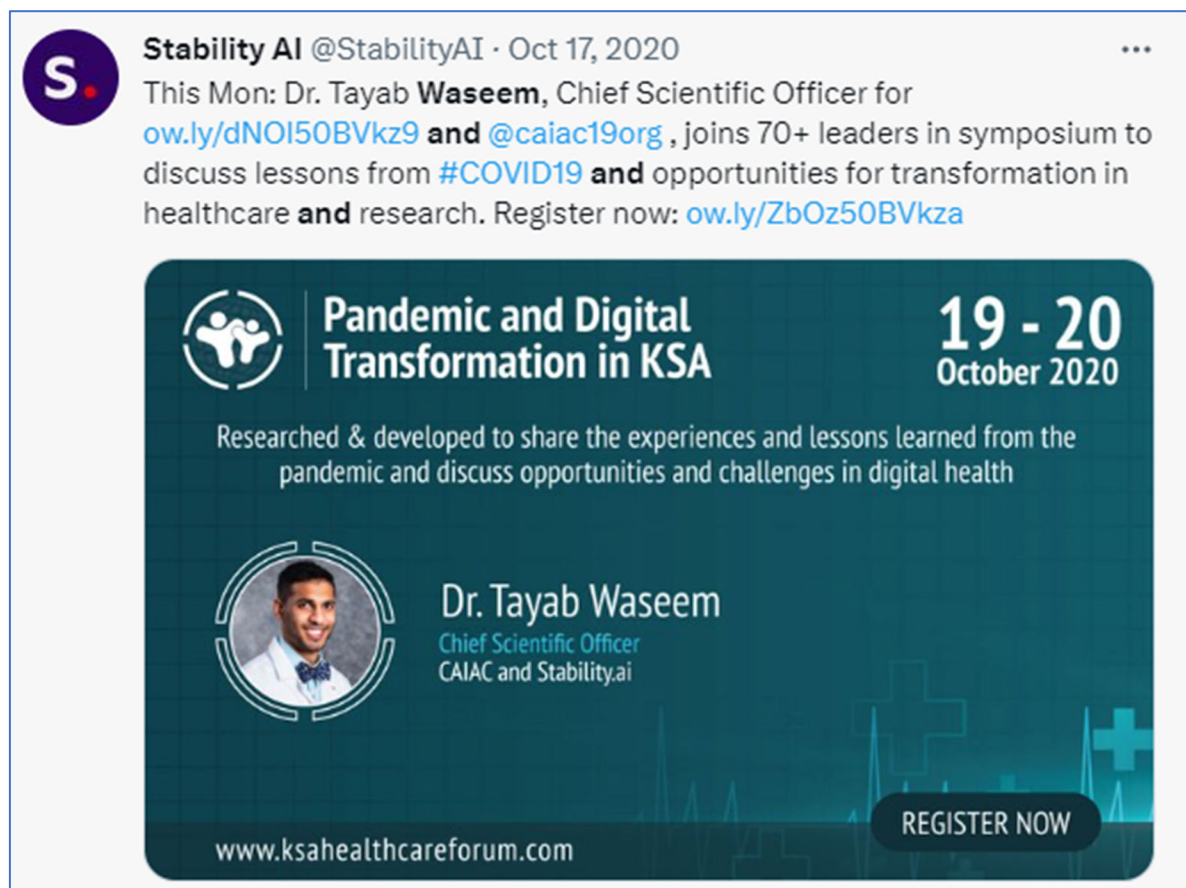 S.
Stability AI @StabilityAI · Oct 17, 2020 ...
This Mon: Dr. Tayab Waseem, Chief Scientific Officer for
ow.ly/dNOI50BVkz9 and @caiac19org , joins 70+ leaders in symposium to
discuss lessons from #COVID19 and opportunities for transformation in
healthcare and research. Register now: ow.ly/ZbOz50BVkza
Pandemic and Digital
Transformation in KSA
19 - 20
October 2020
Researched & developed to share the experiences and lessons learned from the
pandemic and discuss opportunities and challenges in digital health
Dr. Tayab Waseem
Chief Scientific Officer
CAIAC and Stability.ai
REGISTER NOW
www.ksahealthcareforum.com